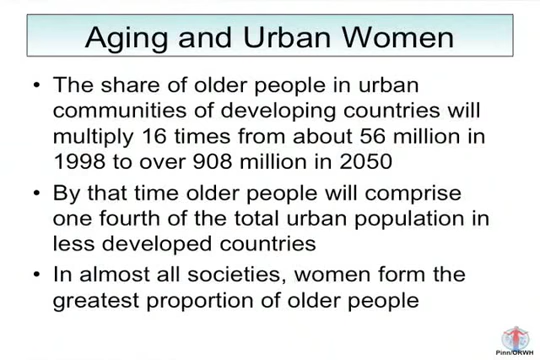 Aging and Urban Women
• The share of older people in urban
communities of developing countries will
multiply 16 times from about 56 million in
1998 to over 908 million in 2050
• By that time older people will comprise
one fourth of the total urban population in
less developed countries
• In almost all societies, women form the
greatest proportion of older people
Pinn/ORWH